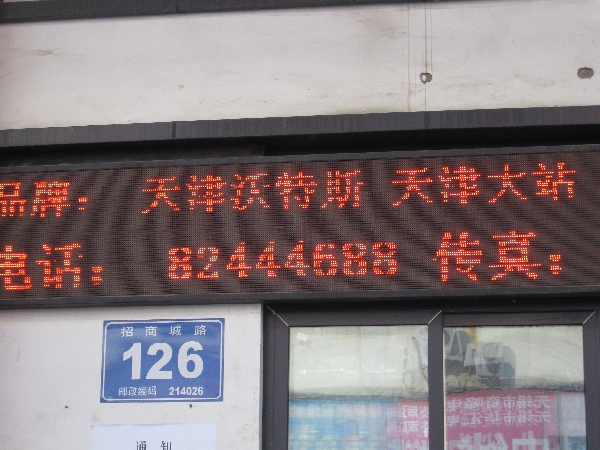 品牌： 天津沃特斯 天津大站
电话： 82444688 传真：
招商城路
126
邮政编码 214026
通知